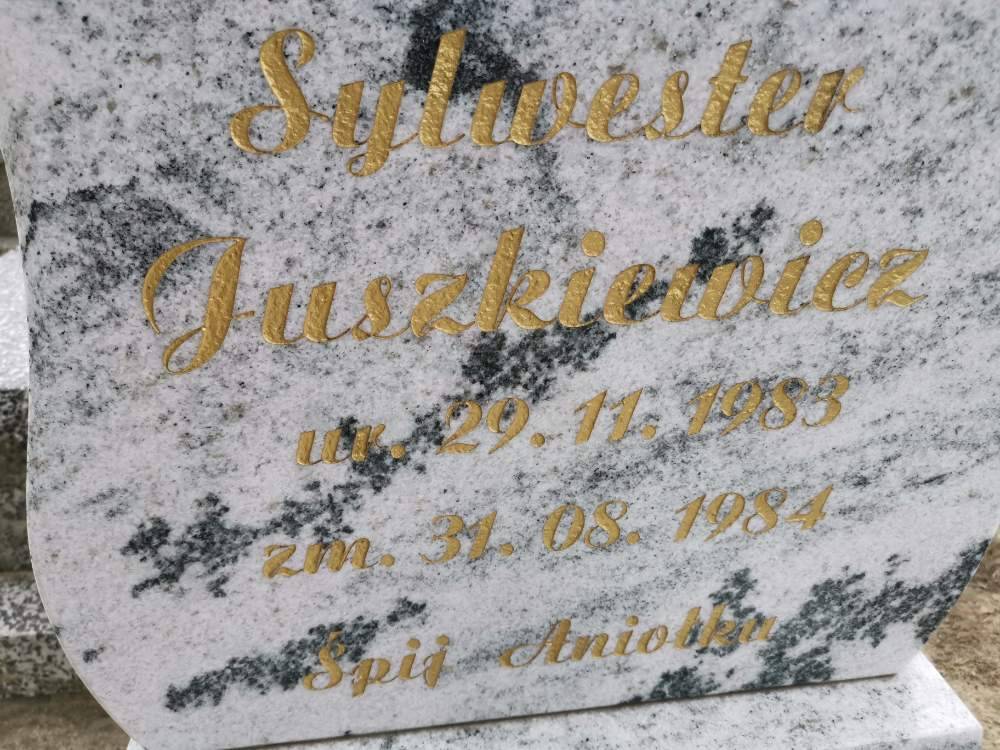 Sylwester
Juszkiewicz
ur. 29. 11. 1983
zm. 31. 08. 1984
Śpij Aniołku